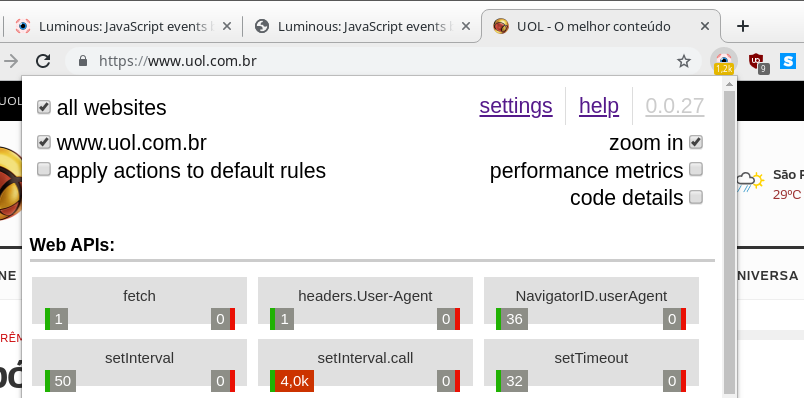 Luminous: JavaScript events b
Luminous: JavaScript events b
UOL - O melhor conteúdo
https://www.uol.com.br
1,2k
9
UOL
all websites
settings
help
0.0.27
www.uol.com.br
zoom in
apply actions to default rules
performance metrics
code details
São P
29ºC
Web APIs:
NE
NIVERSA
fetch
headers.User-Agent
NavigatorID.userAgent
1
0
1
0
36
0
RÊM
setInterval
setInterval.call
setTimeout
50
0
4,0k
0
32
0
pó